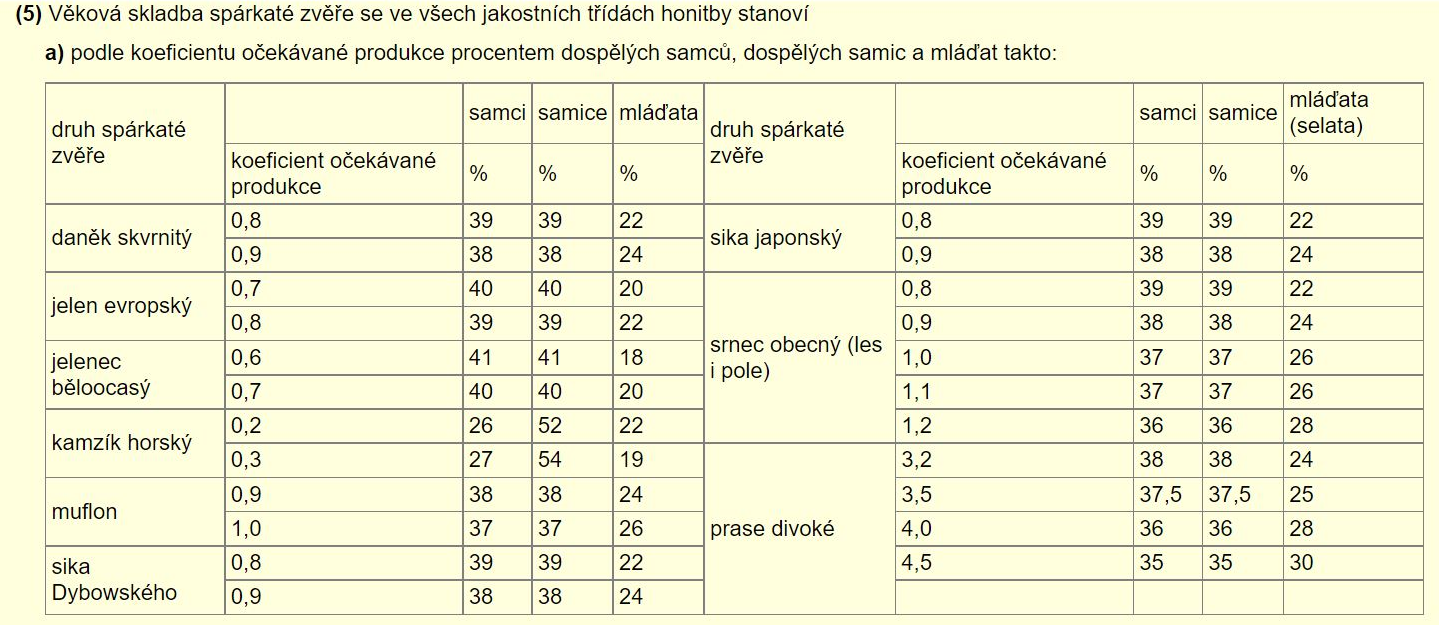 (5) Věková skladba spárkaté zvěře se ve všech jakostních třídách honitby stanoví
a) podle koeficientu očekávané produkce procentem dospělých samců, dospělých samic a mláďat takto:
druh spárkaté zvěře samci samice mláďata druh spárkaté zvěře samci samice mláďata (selata)
koeficient očekávané produkce % % % koeficient očekávané produkce % % %
daněk skvrnitý 0,8 39 39 22 sika japonský 0,8 39 39 22
0,9 38 38 24 0,9 38 38 24
jelen evropský 0,7 40 40 20 srnec obecný (les i pole) 0,8 39 39 22
0,8 39 39 22 0,9 38 38 24
jelenec běloocasý 0,6 41 41 18 1,0 37 37 26
0,7 40 40 20 1,1 37 37 26
kamzík horský 0,2 26 52 22 1,2 36 36 28
0,3 27 54 19 prase divoké 3,2 38 38 24
muflon 0,9 38 38 24 3,5 37,5 37,5 25
1,0 37 37 26 4,0 36 36 28
sika Dybowského 0,8 39 39 22 4,5 35 35 30
0,9 38 38 24